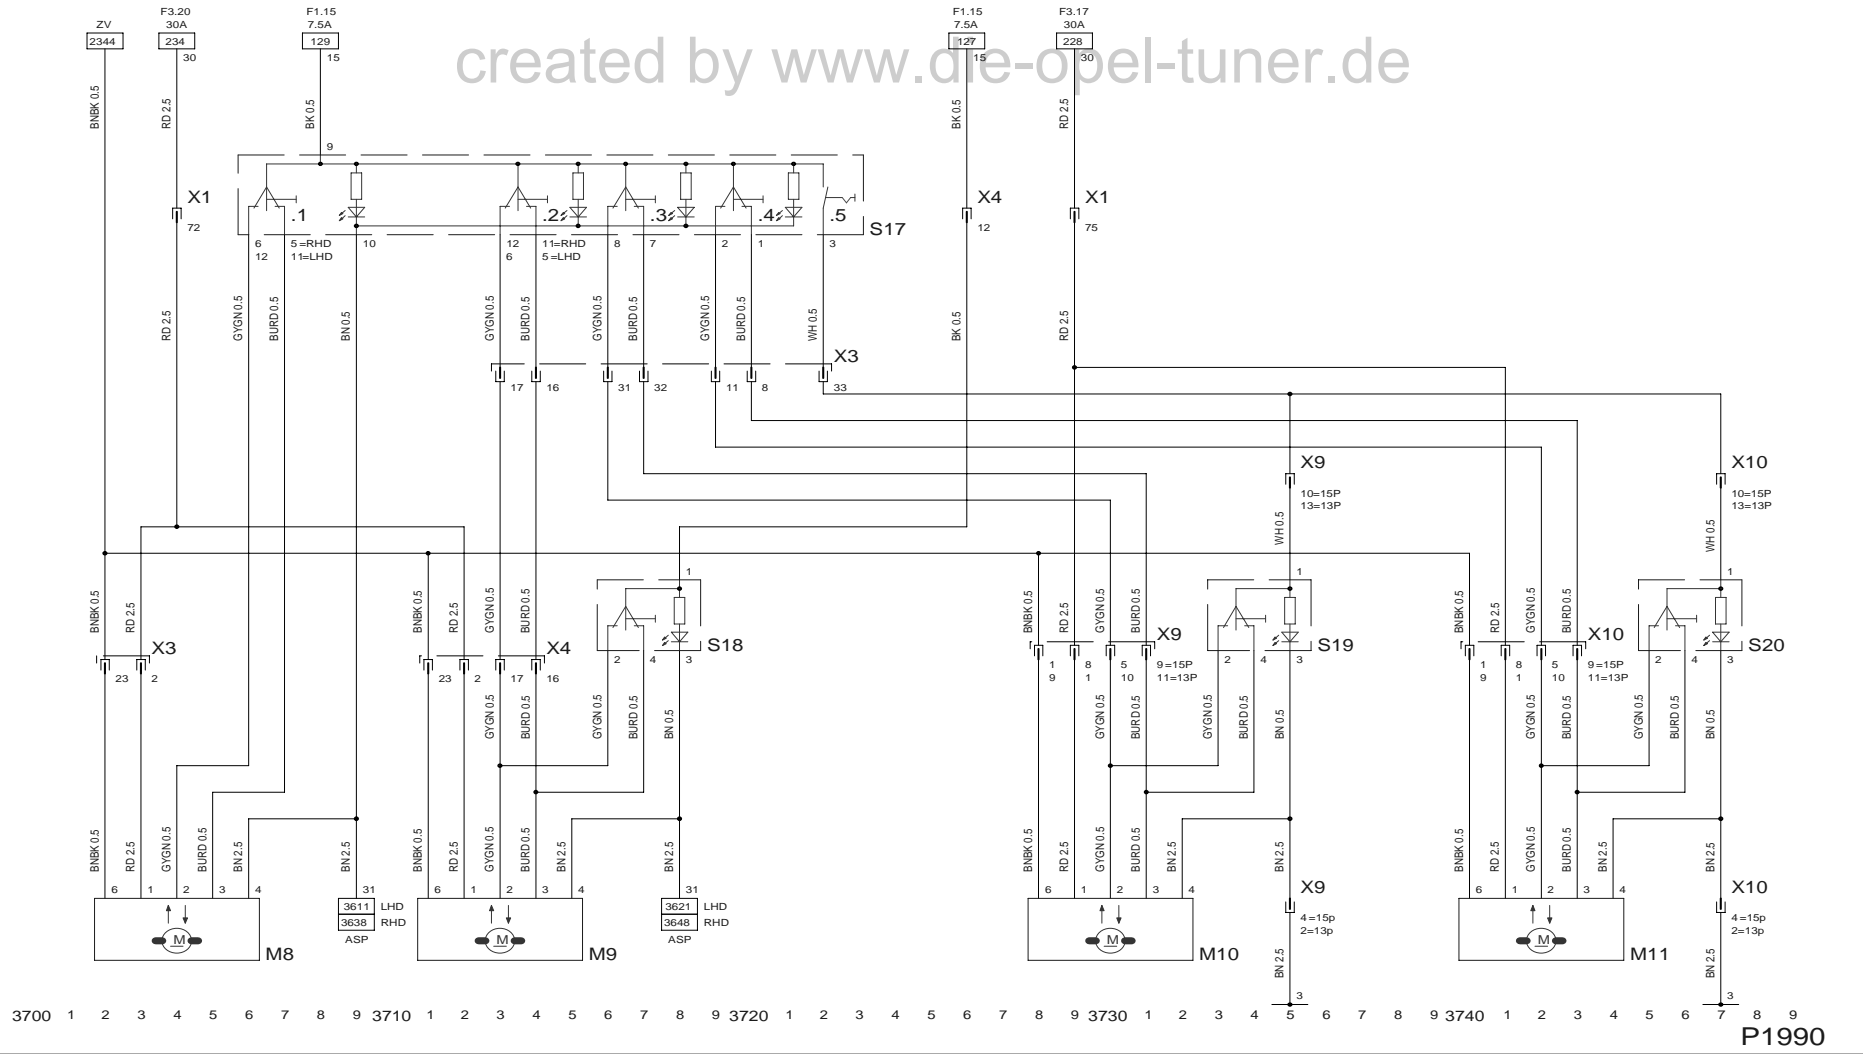 F3.20 F1.15 F1.15 F3.17
ZV 30A 7.5A 7.5A 30A
2344 234 129 127 228
30 15 15 30
created by www.die-opel-tuner.de
BNBK 0.5 RD 2.5 BK 0.5 BK 0.5 RD 2.5
9
X1 X4 X1
.1 .2 .3 .4 .5
72 S17 12 75
6 5=RHD 10 12 11=RHD 8 7 2 1 3
12 11=LHD 6 5=LHD
RD 2.5 GYGN 0.5 BURD 0.5 BN 0.5 GYGN 0.5 BURD 0.5 GYGN 0.5 BURD 0.5 GYGN 0.5 BURD 0.5 WH 0.5 BK 0.5 RD 2.5
X3
17 16 31 32 11 8 33
X9 X10
10=15P 10=15P
13=13P 13=13P
WH 0.5 WH 0.5
1 1 1
BNBK 0.5 RD 2.5 BNBK 0.5 RD 2.5 GYGN 0.5 BURD 0.5 BNBK 0.5 RD 2.5 GYGN 0.5 BURD 0.5 BNBK 0.5 RD 2.5 GYGN 0.5 BURD 0.5
X3 X4 S18 X9 S19 X10 S20
2 4 3 2 4 3 2 4 3
23 2 23 2 17 16 1 8 5 9=15P 1 8 5 9=15P
9 1 10 11=13P 9 1 10 11=13P
GYGN 0.5 BURD 0.5 GYGN 0.5 BURD 0.5 BN 0.5 GYGN 0.5 BURD 0.5 GYGN 0.5 BURD 0.5 BN 0.5 GYGN 0.5 BURD 0.5 GYGN 0.5 BURD 0.5 BN 0.5
BNBK 0.5 RD 2.5 GYGN 0.5 BURD 0.5 BN 2.5 BN 2.5 BNBK 0.5 RD 2.5 GYGN 0.5 BURD 0.5 BN 2.5 BN 2.5 BNBK 0.5 RD 2.5 GYGN 0.5 BURD 0.5 BN 2.5 BN 2.5 BNBK 0.5 RD 2.5 GYGN 0.5 BURD 0.5 BN 2.5 BN 2.5
6 1 2 3 4 31 6 1 2 3 4 31 6 1 2 3 4 X9 6 1 2 3 4 X10
3611 LHD 3621 LHD 4=15p 4=15p
3638 RHD 3648 RHD 2=13p 2=13p
M ASP M ASP M M
M8 M9 M10 M11
BN 2.5 BN 2.5
3 3
3700 1 2 3 4 5 6 7 8 9 3710 1 2 3 4 5 6 7 8 9 3720 1 2 3 4 5 6 7 8 9 3730 1 2 3 4 5 6 7 8 9 3740 1 2 3 4 5 6 7 8 9
P1990